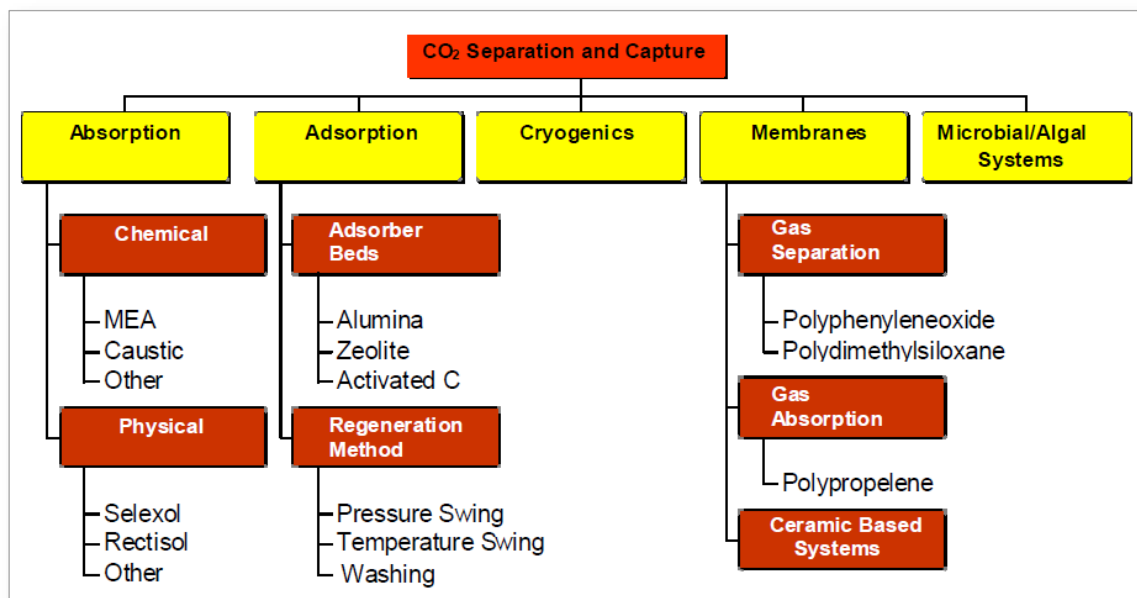 CO₂ Separation and Capture
Absorption
Adsorption
Cryogenics
Membranes
Microbial/Algal
Systems
Chemical
MEA
Caustic
Other
Physical
Selexol
Rectisol
Other
Adsorber
Beds
Alumina
Zeolite
Activated C
Regeneration
Method
Pressure Swing
Temperature Swing
Washing
Gas
Separation
Polyphenyleneoxide
Polydimethylsiloxane
Gas
Absorption
Polypropelene
Ceramic Based
Systems